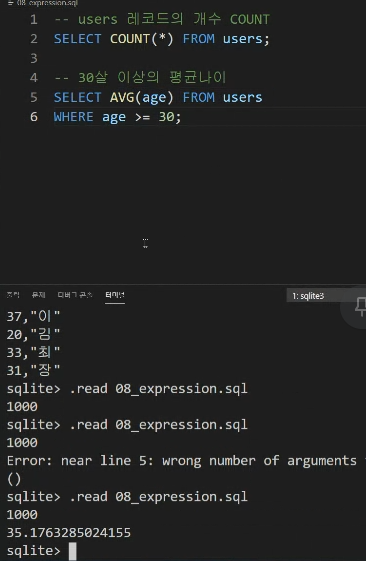 08_expression.sql
1 -- users 레코드의 개수 COUNT
2 SELECT COUNT(*) FROM users;
3
4 -- 30살 이상의 평균나이
5 SELECT AVG(age) FROM users
6 WHERE age >= 30;
출력 문제 디버그 콘솔 터미널 1: sqlite3
37,"이"
20,"김"
33,"최"
31,"장"
sqlite> .read 08_expression.sql
1000
sqlite> .read 08_expression.sql
1000
Error: near line 5: wrong number of arguments
()
sqlite> .read 08_expression.sql
1000
35.1763285024155
sqlite>